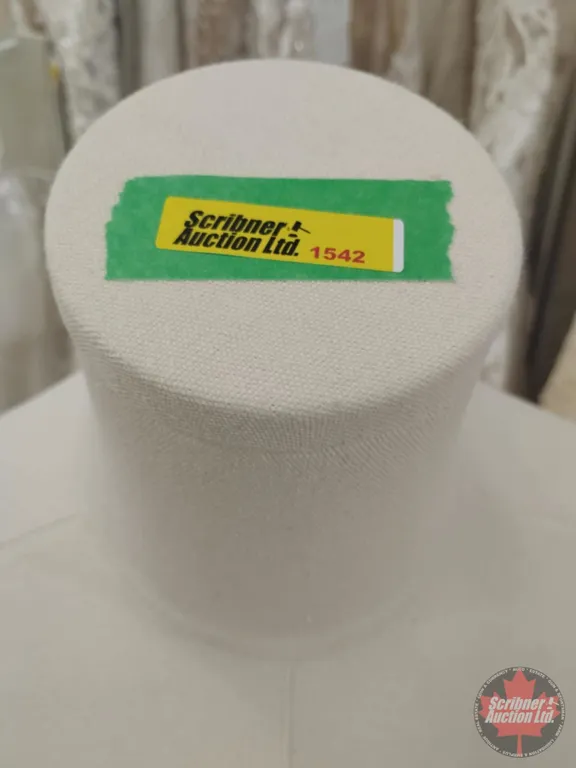 Scribner
Auction Ltd. 1542
Scribner
Auction Ltd.